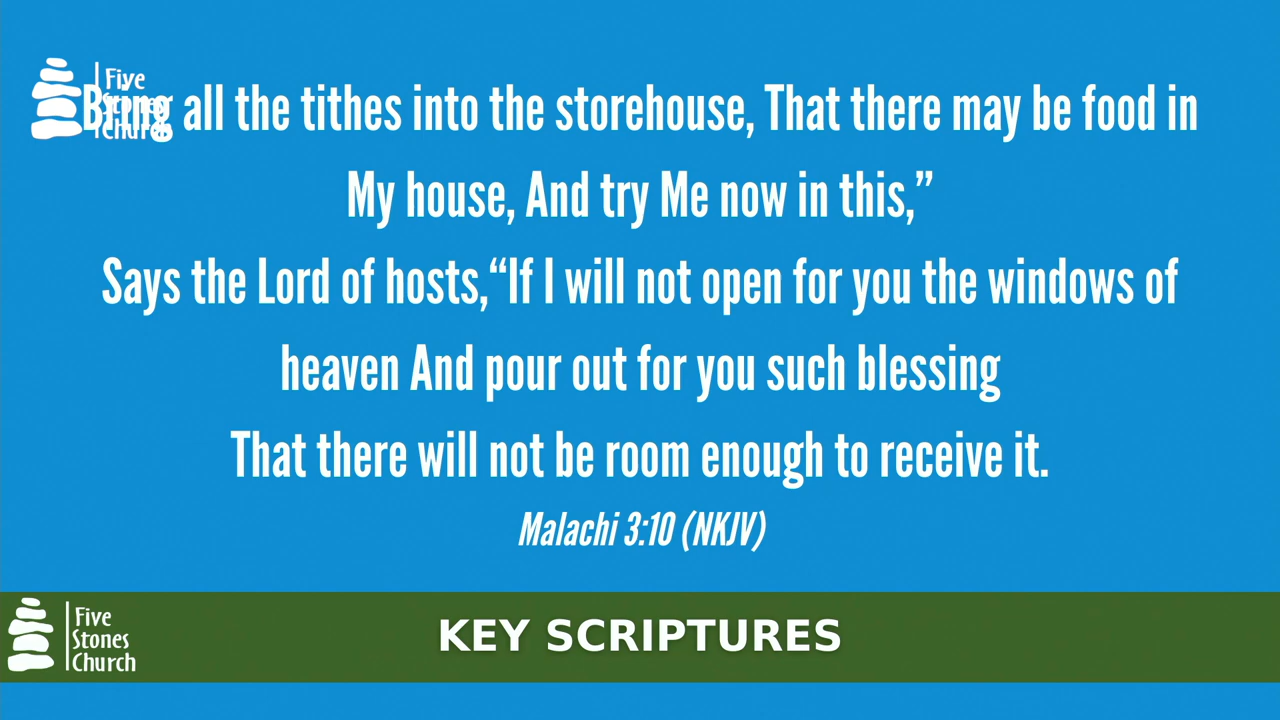 Five
Stones
Church
Bring all the tithes into the storehouse, That there may be food in
My house, And try Me now in this,”
Says the Lord of hosts,“If I will not open for you the windows of
heaven And pour out for you such blessing
That there will not be room enough to receive it.
Malachi 3:10 (NKJV)
Five
Stones
Church
KEY SCRIPTURES